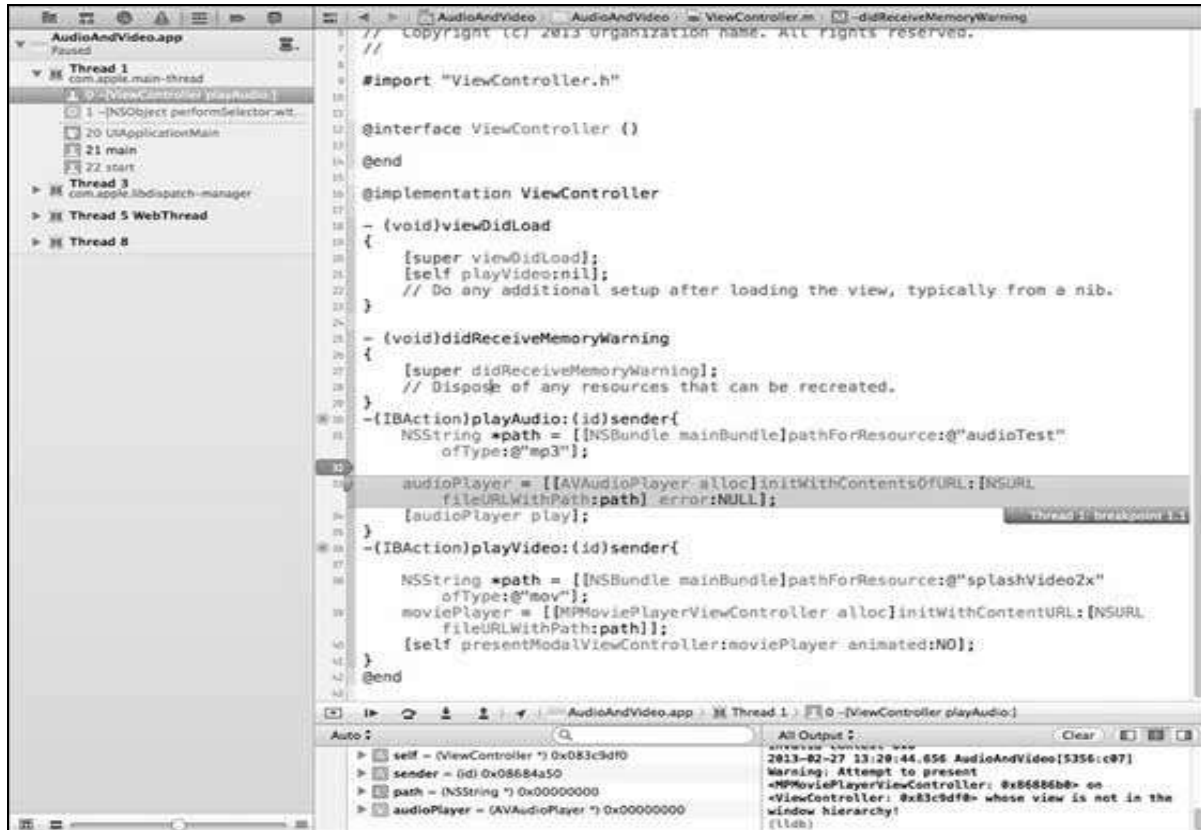 AudioAndVideo
AudioAndVideo
ViewController.m
-didReceiveMemoryWarning
AudioAndVideo.app
Paused
Thread 1
com.apple.main-thread
0 -[ViewController playAudio:]
1 -[NSObject performSelector:wit.
20 UIApplicationMain
21 main
22 start
Thread 3
com.apple.libdispatch-manager
Thread 5 WebThread
Thread 8
// Copyright (c) 2013 Organization name. All rights reserved.
//
#import "ViewController.h"
@interface ViewController ()
@end
@implementation ViewController
- (void)viewDidLoad
{
[super viewDidLoad];
[self playVideo:nil];
// Do any additional setup after loading the view, typically from a nib.
}
- (void)didReceiveMemoryWarning
{
[super didReceiveMemoryWarning];
// Dispose of any resources that can be recreated.
}
-(IBAction)playAudio:(id)sender{
NSString *path = [[NSBundle mainBundle]pathForResource:@"audioTest"
ofType:@"mp3"];
32
audioPlayer = [[AVAudioPlayer alloc]initWithContentsOfURL:[NSURL
fileURLWithPath:path] error:NULL];
[audioPlayer play];
Thread 1: breakpoint 1.1
}
-(IBAction)playVideo:(id)sender{
NSString *path = [[NSBundle mainBundle]pathForResource:@"splashVideo2x"
ofType:@"mov"];
moviePlayer = [[MPMoviePlayerViewController alloc]initWithContentURL:[NSURL
fileURLWithPath:path]];
[self presentModalViewController:moviePlayer animated:NO];
}
@end
AudioAndVideo.app
Thread 1
0 -[ViewController playAudio:]
Auto
All Output
Clear
self = (ViewController *) 0x083c9df0
sender = (id) 0x08684a50
path = (NSString *) 0x00000000
audioPlayer = (AVAudioPlayer *) 0x00000000
invalid context 0x0
2013-02-27 13:20:44.656 AudioAndVideo[5356:c07]
Warning: Attempt to present
<MPMoviePlayerViewController: 0x86886b0> on
<ViewController: 0x83c9df0> whose view is not in the
window hierarchy!
(lldb)